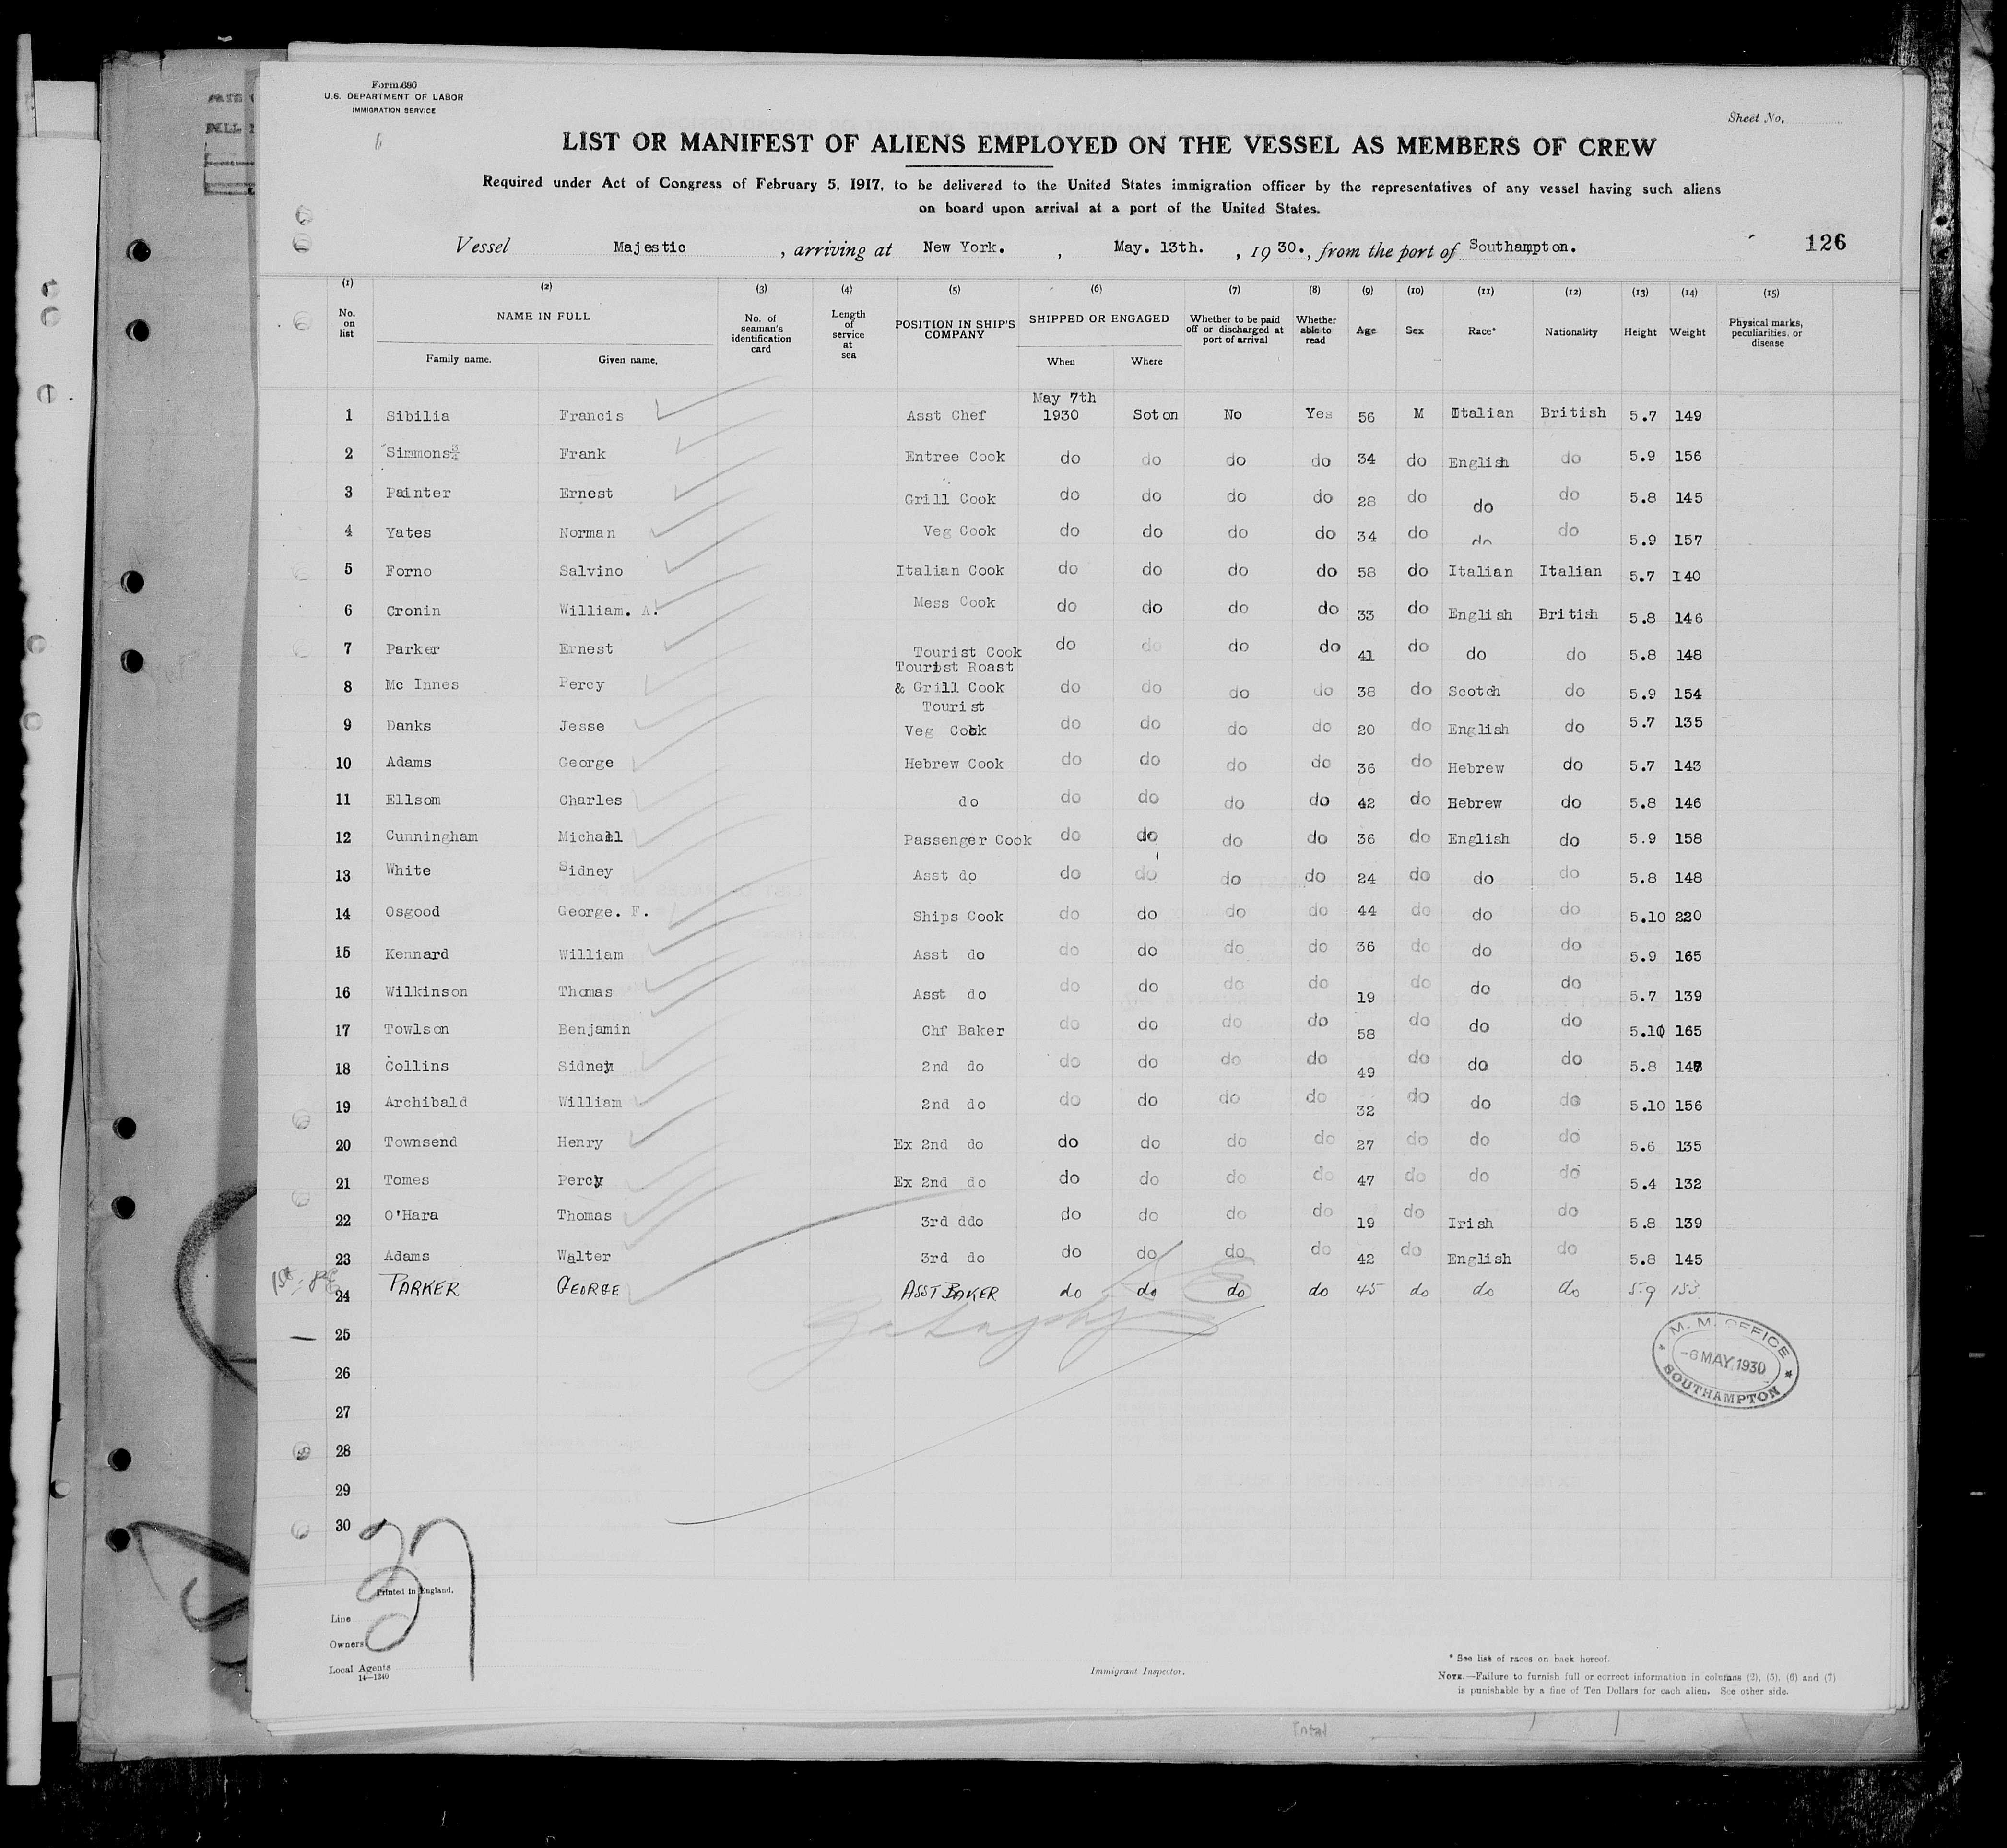 Form 680
U.S. DEPARTMENT OF LABOR
IMMIGRATION SERVICE
Sheet No.
LIST OR MANIFEST OF ALIENS EMPLOYED ON THE VESSEL AS MEMBERS OF CREW
Required under Act of Congress of February 5, 1917, to be delivered to the United States immigration officer by the representatives of any vessel having such aliens
on board upon arrival at a port of the United States.
Vessel Majestic, arriving at New York. , May. 13th. , 19 30., from the port of Southampton. 126
(1) (2) (3) (4) (5) (6) (7) (8) (9) (10) (11) (12) (13) (14) (15)
No. on list NAME IN FULL Family name. Given name. No. of seaman's identification card Length of service at sea POSITION IN SHIP'S COMPANY SHIPPED OR ENGAGED When Where Whether to be paid off or discharged at port of arrival Whether able to read Age Sex Race* Nationality Height Weight Physical marks, peculiarities, or disease
1 Sibilia Francis Asst Chef May 7th 1930 Soton No Yes 56 M Italian British 5.7 149
2 Simmons Frank Entree Cook do do do do 34 do English do 5.9 156
3 Painter Ernest Grill Cook do do do do 28 do do do 5.8 145
4 Yates Norman Veg Cook do do do do 34 do do do 5.9 157
5 Forno Salvino Italian Cook do do do do 58 do Italian Italian 5.7 140
6 Cronin William. A. Mess Cook do do do do 33 do English British 5.8 146
7 Parker Ernest Tourist Cook do do do do 41 do do do 5.8 148
8 Mc Innes Percy Tourist Roast & Grill Cook do do do do 38 do Scotch do 5.9 154
9 Danks Jesse Tourist Veg Cook do do do do 20 do English do 5.7 135
10 Adams George Hebrew Cook do do do do 36 do Hebrew do 5.7 143
11 Ellsom Charles do do do do do 42 do Hebrew do 5.8 146
12 Cunningham Michael Passenger Cook do do do do 36 do English do 5.9 158
13 White Sidney Asst do do do do do 24 do do do 5.8 148
14 Osgood George. F. Ships Cook do do do do 44 do do do 5.10 220
15 Kennard William Asst do do do do do 36 do do do 5.9 165
16 Wilkinson Thomas Asst do do do do do 19 do do do 5.7 139
17 Towlson Benjamin Chf Baker do do do do 58 do do do 5.10 165
18 Collins Sidney 2nd do do do do do 49 do do do 5.8 147
19 Archibald William 2nd do do do do do 32 do do do 5.10 156
20 Townsend Henry Ex 2nd do do do do do 27 do do do 5.6 135
21 Tomes Percy Ex 2nd do do do do do 47 do do do 5.4 132
22 O'Hara Thomas 3rd ddo do do do do 19 do Irish do 5.8 139
23 Adams Walter 3rd do do do do do 42 do English do 5.8 145
24 PARKER GEORGE ASST BAKER do do do do 45 do do do 5.9 153
25
26
27
28
29
30
M. M. OFFICE
-6 MAY 1930
SOUTHAMPTON
Printed in England.
Line
Owners
Local Agents
14—1240
Immigrant Inspector.
* See list of races on back hereof.
NOTE.—Failure to furnish full or correct information in columns (2), (5), (6) and (7)
is punishable by a fine of Ten Dollars for each alien. See other side.
Total